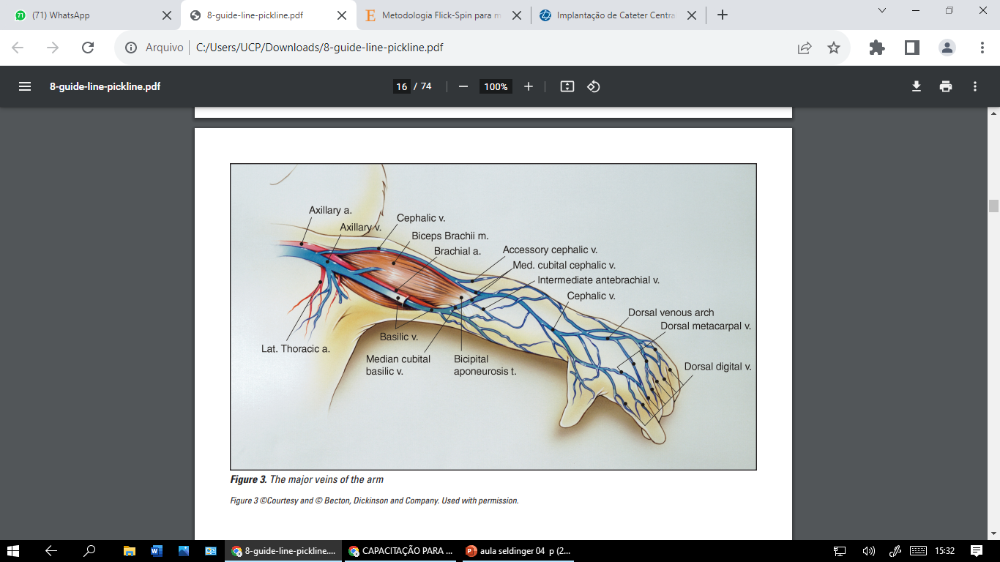 71
(71) WhatsApp
8-guide-line-pickline.pdf
Metodologia Flick-Spin para m
Implantação de Cateter Centra
Arquivo
C:/Users/UCP/Downloads/8-guide-line-pickline.pdf
8-guide-line-pickline.pdf
16 / 74
100%
Axillary a.
Axillary v.
Cephalic v.
Biceps Brachii m.
Brachial a.
Accessory cephalic v.
Med. cubital cephalic v.
Intermediate antebrachial v.
Cephalic v.
Dorsal venous arch
Dorsal metacarpal v.
Dorsal digital v.
Lat. Thoracic a.
Basilic v.
Median cubital
basilic v.
Bicipital
aponeurosis t.
Figure 3. The major veins of the arm
Figure 3 ©Courtesy and © Becton, Dickinson and Company. Used with permission.
8-guide-line-pickline....
CAPACITAÇÃO PARA ...
aula seldinger 04 p (2...
15:32